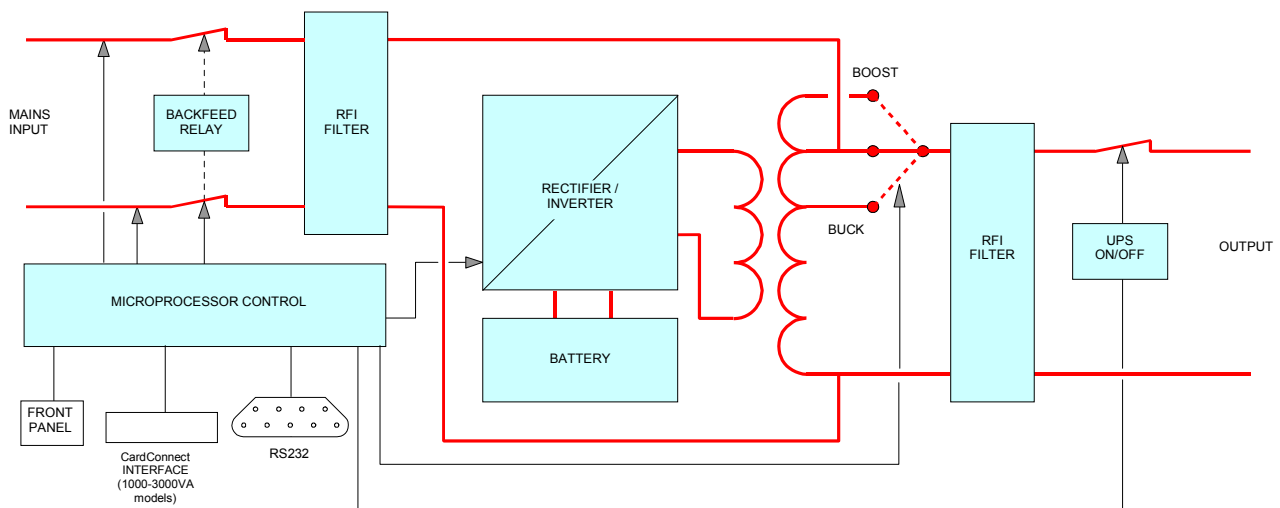 MAINS
INPUT
BACKFEED
RELAY
RFI
FILTER
RECTIFIER /
INVERTER
BATTERY
BOOST
BUCK
RFI
FILTER
UPS
ON/OFF
OUTPUT
MICROPROCESSOR CONTROL
FRONT
PANEL
CardConnect
INTERFACE
(1000-3000VA
models)
RS232